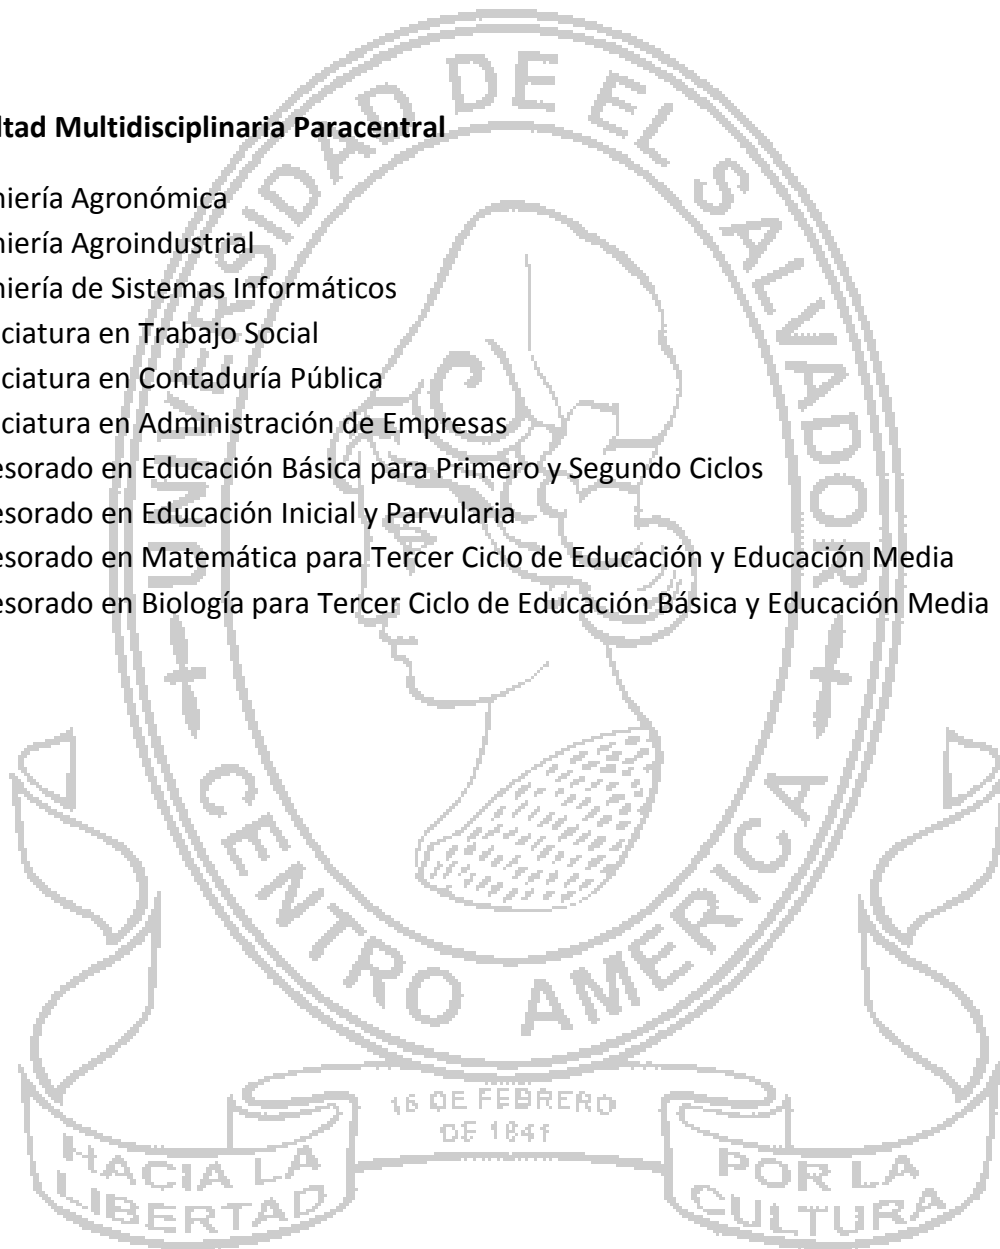 UNIVERSIDAD DE EL SALVADOR
ltad Multidisciplinaria Paracentral
niería Agronómica
niería Agroindustrial
niería de Sistemas Informáticos
ciatura en Trabajo Social
ciatura en Contaduría Pública
ciatura en Administración de Empresas
esorado en Educación Básica para Primero y Segundo Ciclos
esorado en Educación Inicial y Parvularia
esorado en Matemática para Tercer Ciclo de Educación y Educación Media
esorado en Biología para Tercer Ciclo de Educación Básica y Educación Media
CENTRO AMERICA
16 DE FEBRERO
DE 1841
HACIA LA
LIBERTAD
POR LA
CULTURA